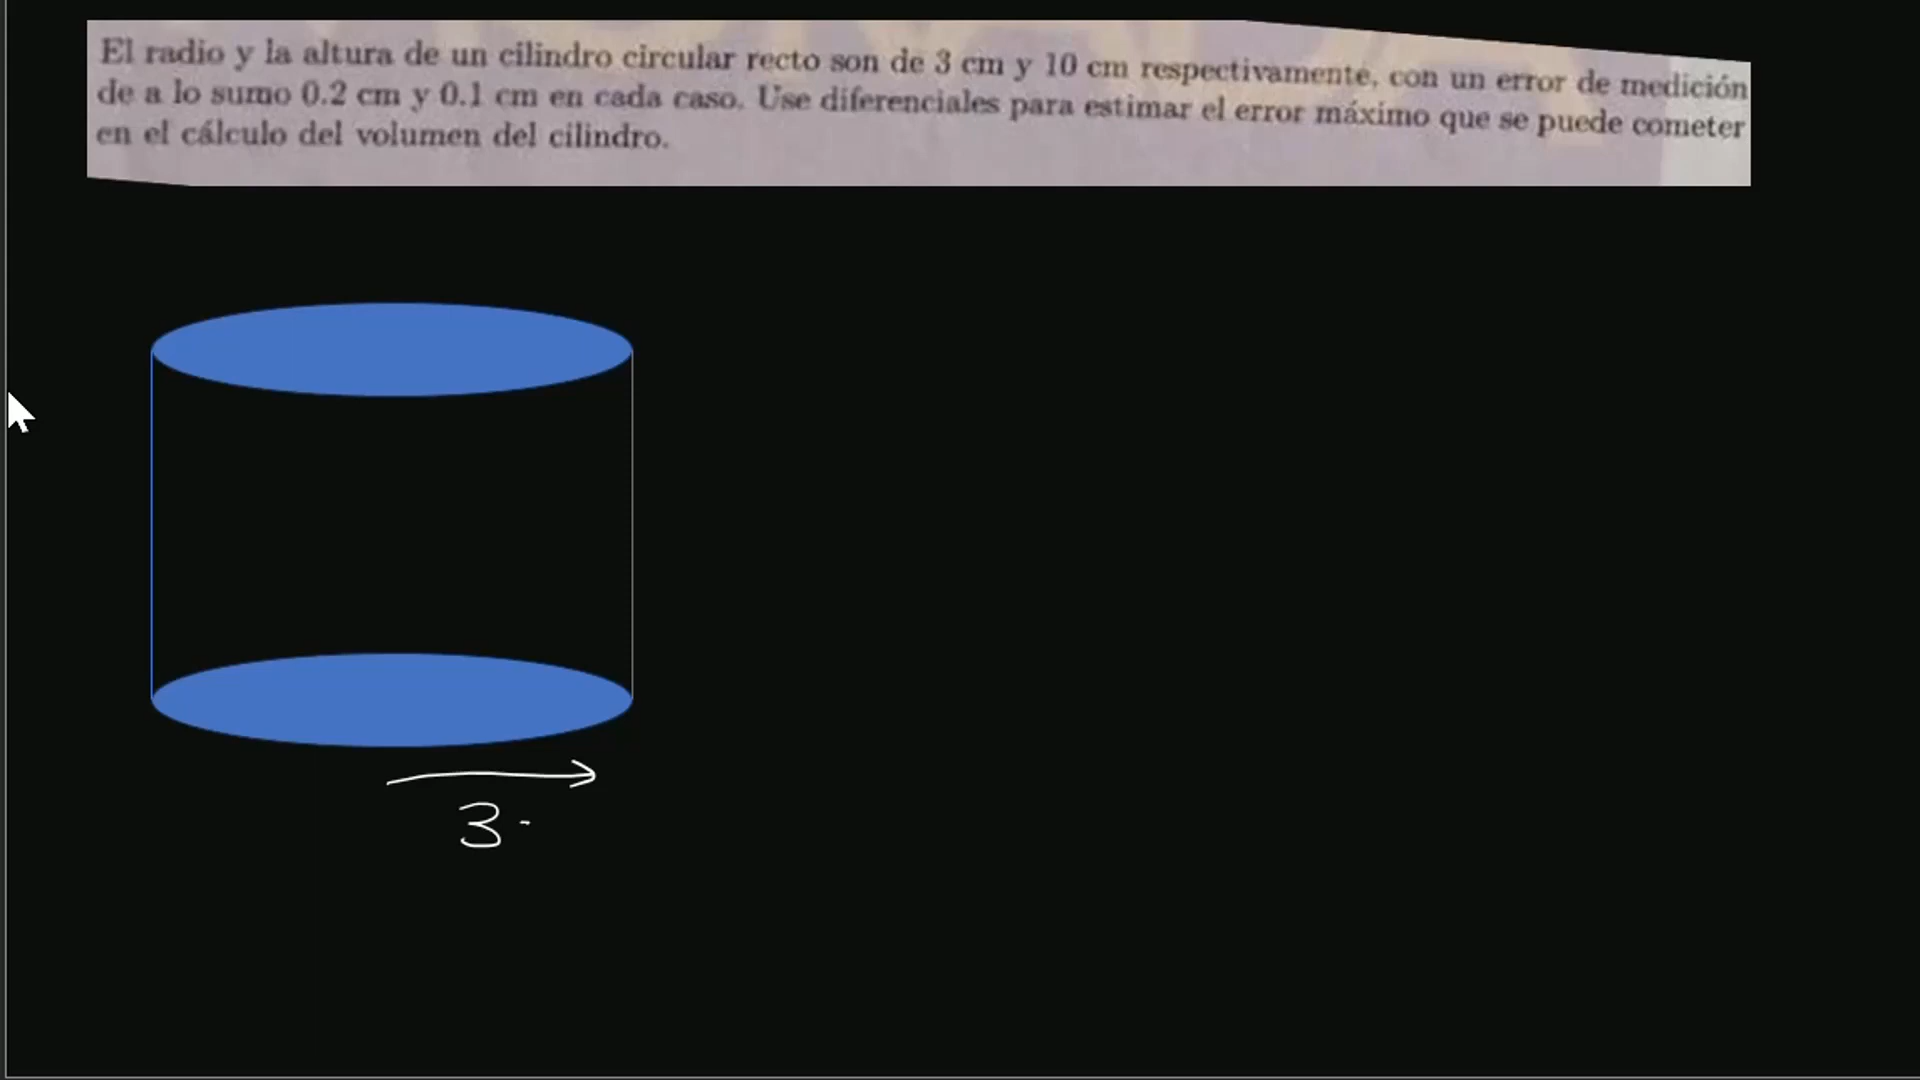 El radio y la altura de un cilindro circular recto son de 3 cm y 10 cm respectivamente, con un error de medición
de a lo sumo 0.2 cm y 0.1 cm en cada caso. Use diferenciales para estimar el error máximo que se puede cometer
en el cálculo del volumen del cilindro.
3 -